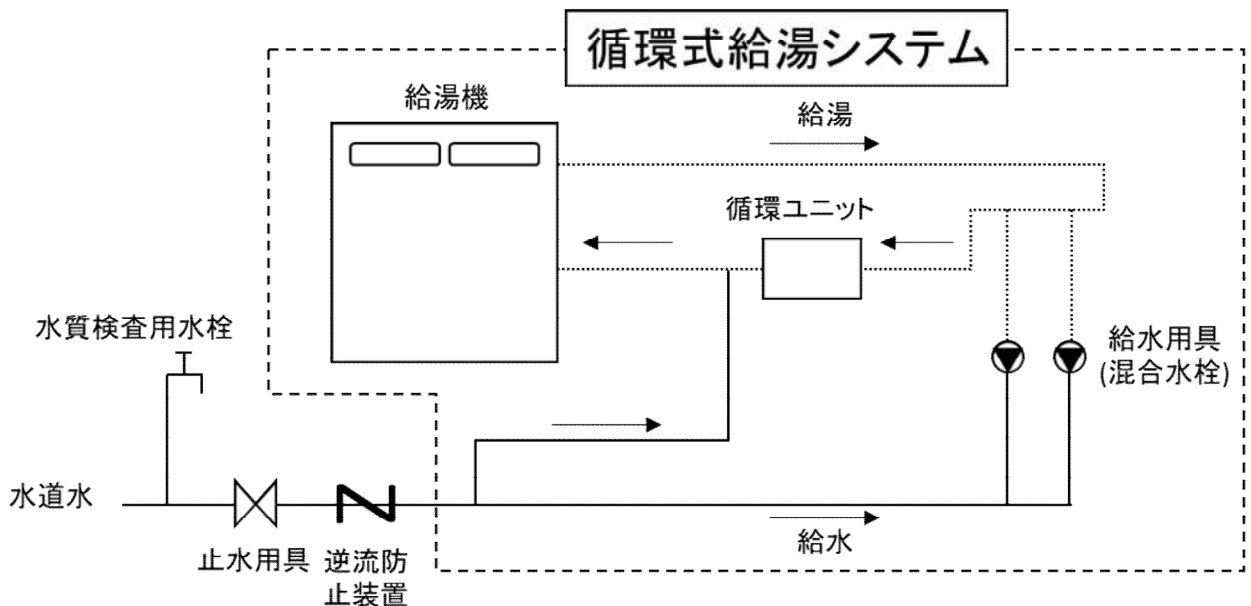 循環式給湯システム
給湯機
給湯
循環ユニット
水質検査用水栓
給水用具
(混合水栓)
水道水
止水用具
逆流防
止装置
給水